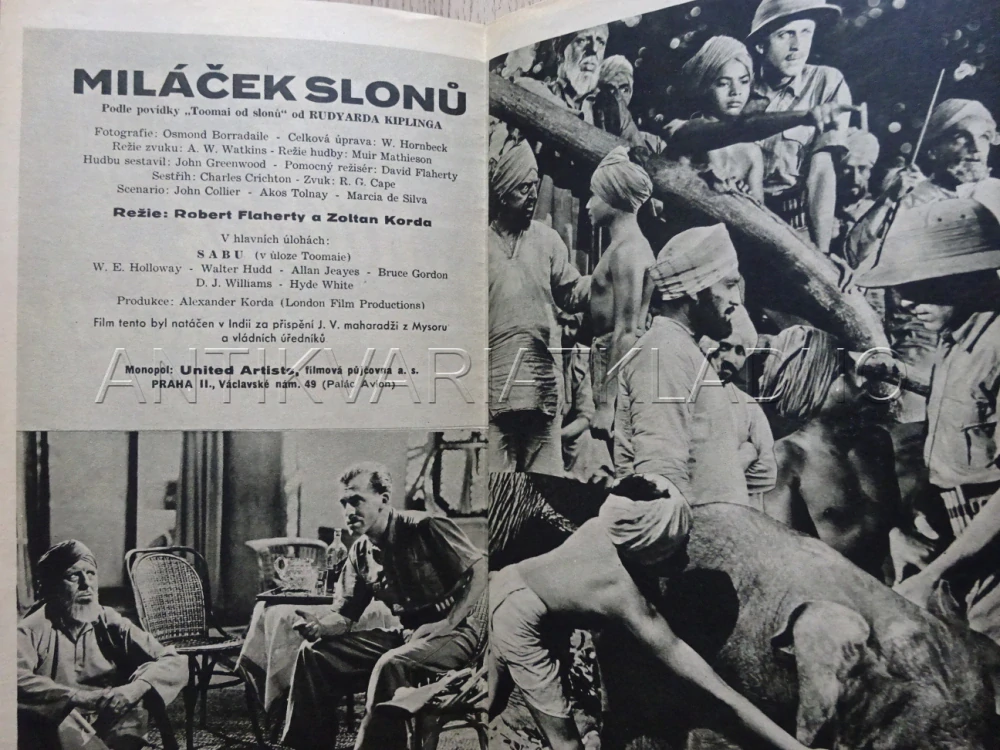 MILÁČEK SLONŮ
Podle povídky „Toomai od slonů“ od RUDYARDA KIPLINGA
Fotografie: Osmond Borradaile - Celková úprava: W. Hornbeck
Režie zvuku: A. W. Watkins - Režie hudby: Muir Mathieson
Hudbu sestavil: John Greenwood - Pomocný režisér: David Flaherty
Sestřih: Charles Crichton - Zvuk: R. G. Cape
Scenario: John Collier - Akos Tolnay - Marcia de Silva
Režie: Robert Flaherty a Zoltan Korda
V hlavních úlohách:
SABU (v úloze Toomaie)
W. E. Holloway - Walter Hudd - Allan Jeayes - Bruce Gordon
D. J. Williams - Hyde White
Produkce: Alexander Korda (London Film Productions)
Film tento byl natáčen v Indii za přispění J. V. maharadži z Mysoru
a vládních úředníků
ANTIKVARIATKLADNO
Monopol: United Artists, filmová půjčovna a. s.
PRAHA II., Václavské nám. 49 (Palác Avion)